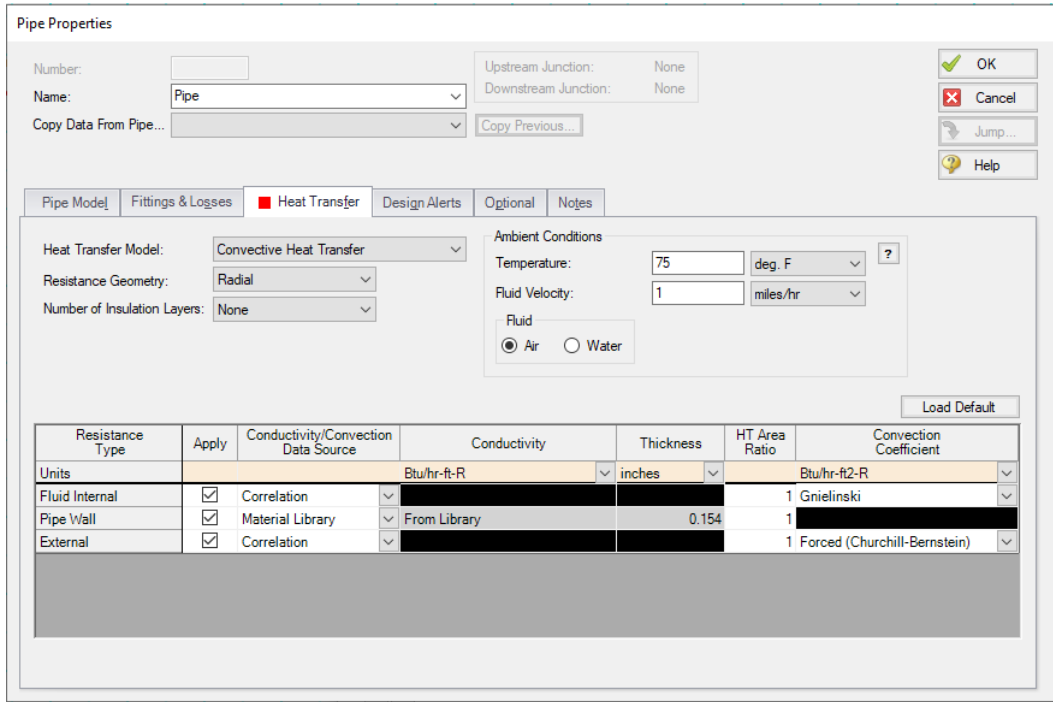 Pipe Properties
Number:
Name:
Pipe
Copy Data From Pipe...
Copy Previous...
Upstream Junction: None
Downstream Junction: None
OK
Cancel
Jump...
Help
Pipe Model Fittings & Losses Heat Transfer Design Alerts Optional Notes
Heat Transfer Model: Convective Heat Transfer
Resistance Geometry: Radial
Number of Insulation Layers: None
Ambient Conditions
Temperature: 75 deg. F
?
Fluid Velocity: 1 miles/hr
Fluid
Air Water
Load Default
Resistance Type Apply Conductivity/Convection Data Source Conductivity Thickness HT Area Ratio Convection Coefficient
Units Btu/hr-ft-R inches Btu/hr-ft2-R
Fluid Internal Correlation 1 Gnielinski
Pipe Wall Material Library From Library 0.154 1
External Correlation 1 Forced (Churchill-Bernstein)